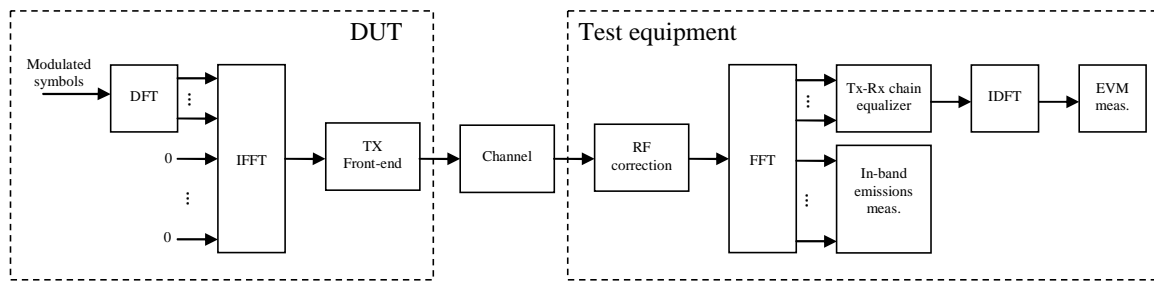 DUT
Test equipment
Modulated
symbols
DFT
...
0
...
0
IFFT
TX
Front-end
Channel
RF
correction
FFT
...
...
Tx-Rx chain
equalizer
In-band
emissions
meas.
IDFT
EVM
meas.